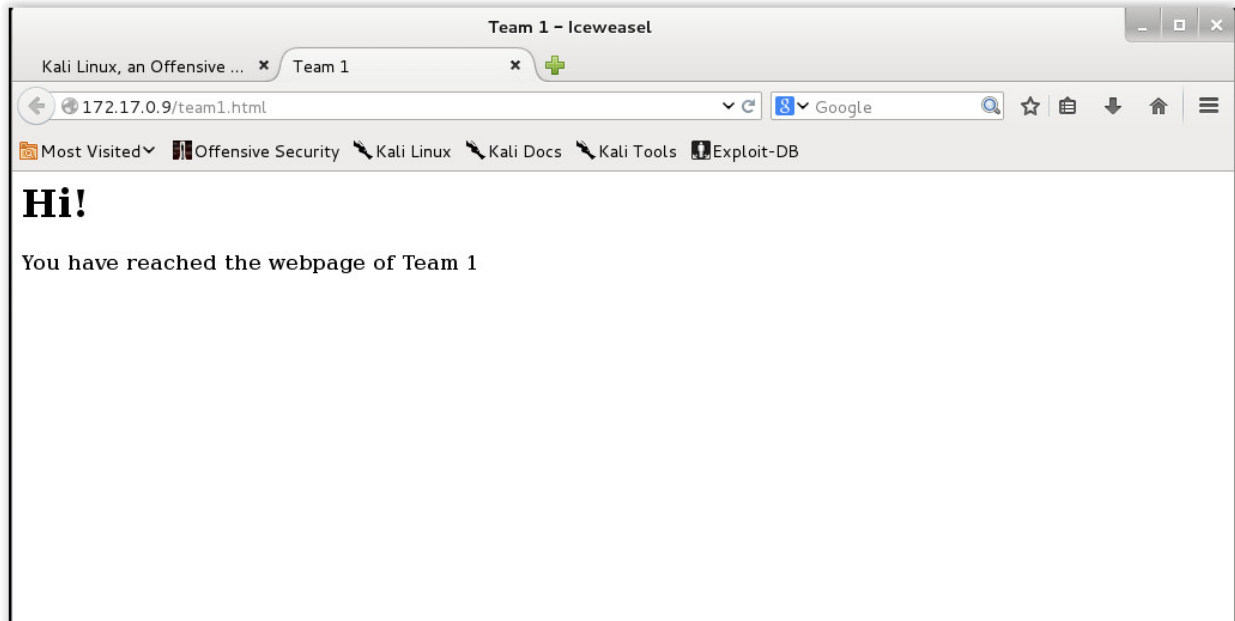 Team 1 – Iceweasel
Kali Linux, an Offensive ... Team 1
172.17.0.9/team1.html 8 Google
Most Visited Offensive Security Kali Linux Kali Docs Kali Tools Exploit-DB
Hi!
You have reached the webpage of Team 1